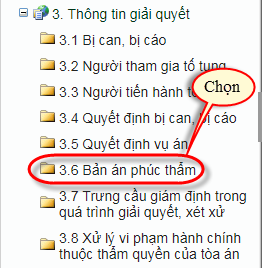 3. Thông tin giải quyết
3.1 Bị can, bị cáo
3.2 Người tham gia tố tụng
Chọn
3.3 Người tiến hành
3.4 Quyết định bị can, bị cáo
3.5 Quyết định vụ án
3.6 Bản án phúc thẩm
3.7 Trưng cầu giám định trong
quá trình giải quyết, xét xử
3.8 Xử lý vi phạm hành chính
thuộc thẩm quyền của tòa án